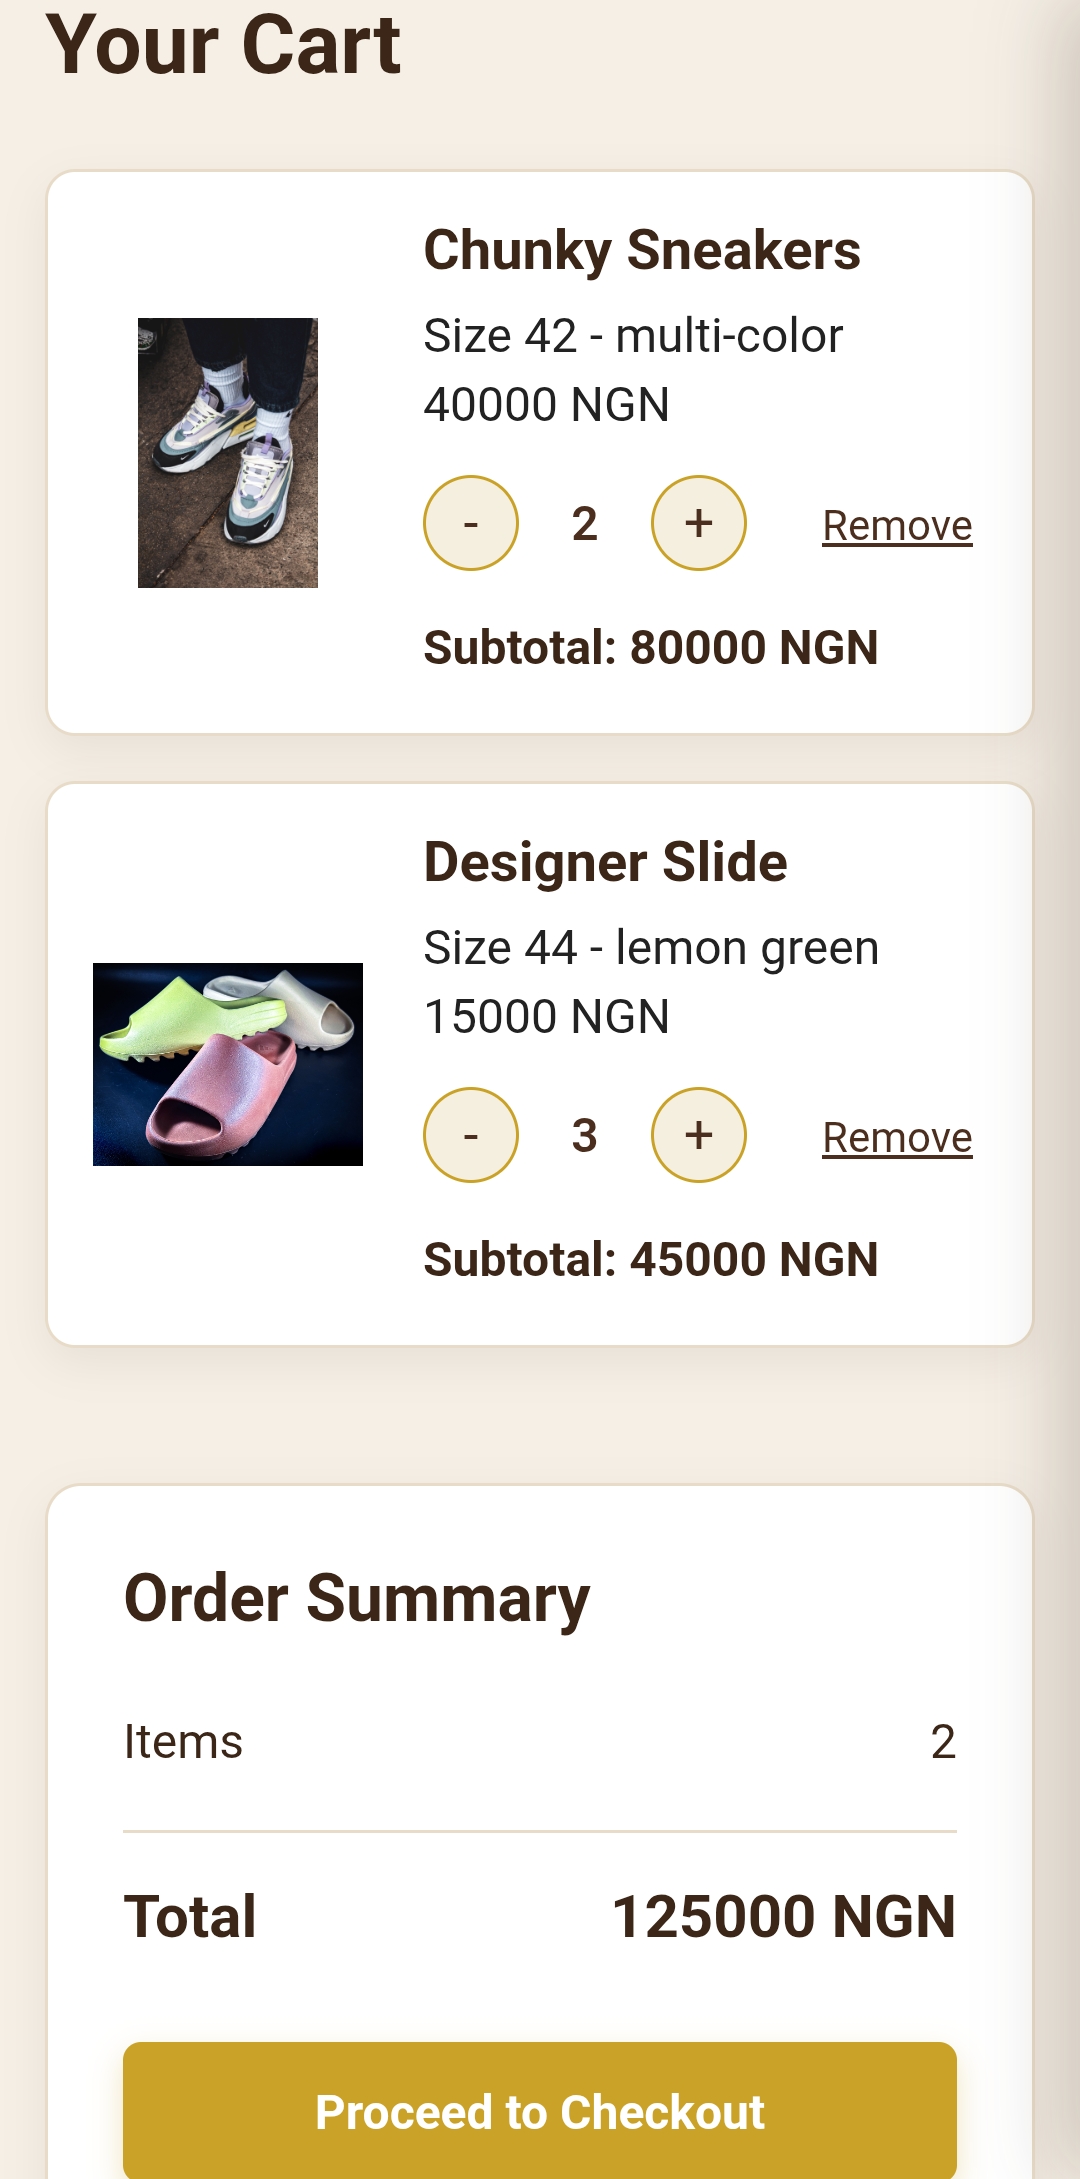 Your Cart
Chunky Sneakers
Size 42 - multi-color
40000 NGN
- 2 + Remove
Subtotal: 80000 NGN
Designer Slide
Size 44 - lemon green
15000 NGN
- 3 + Remove
Subtotal: 45000 NGN
Order Summary
Items 2
Total 125000 NGN
Proceed to Checkout